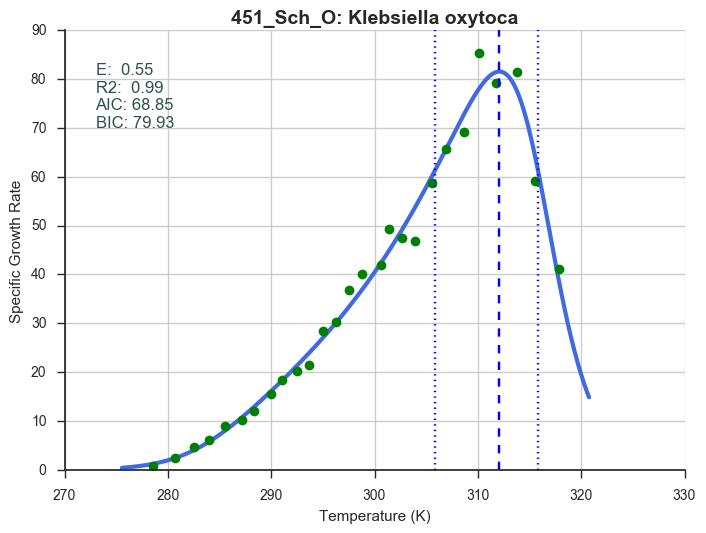 451_Sch_O: Klebsiella oxytoca
E: 0.55
R2: 0.99
AIC: 68.85
BIC: 79.93
Specific Growth Rate
90
80
70
60
50
40
30
20
10
0
270 280 290 300 310 320 330
Temperature (K)